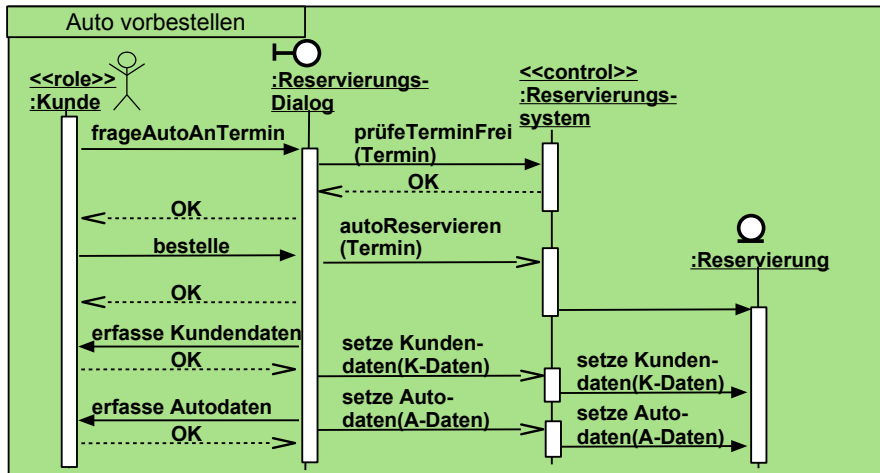 Auto vorbestellen
<<role>>
:Kunde
:Reservierungs-
Dialog
<<control>>
:Reservierungs-
system
frageAutoAnTermin
prüfeTerminFrei
(Termin)
OK
OK
bestelle
autoReservieren
(Termin)
:Reservierung
OK
erfasse Kundendaten
setze Kunden-
daten(K-Daten)
setze Kunden-
daten(K-Daten)
OK
erfasse Autodaten
setze Auto-
daten(A-Daten)
setze Auto-
daten(A-Daten)
OK